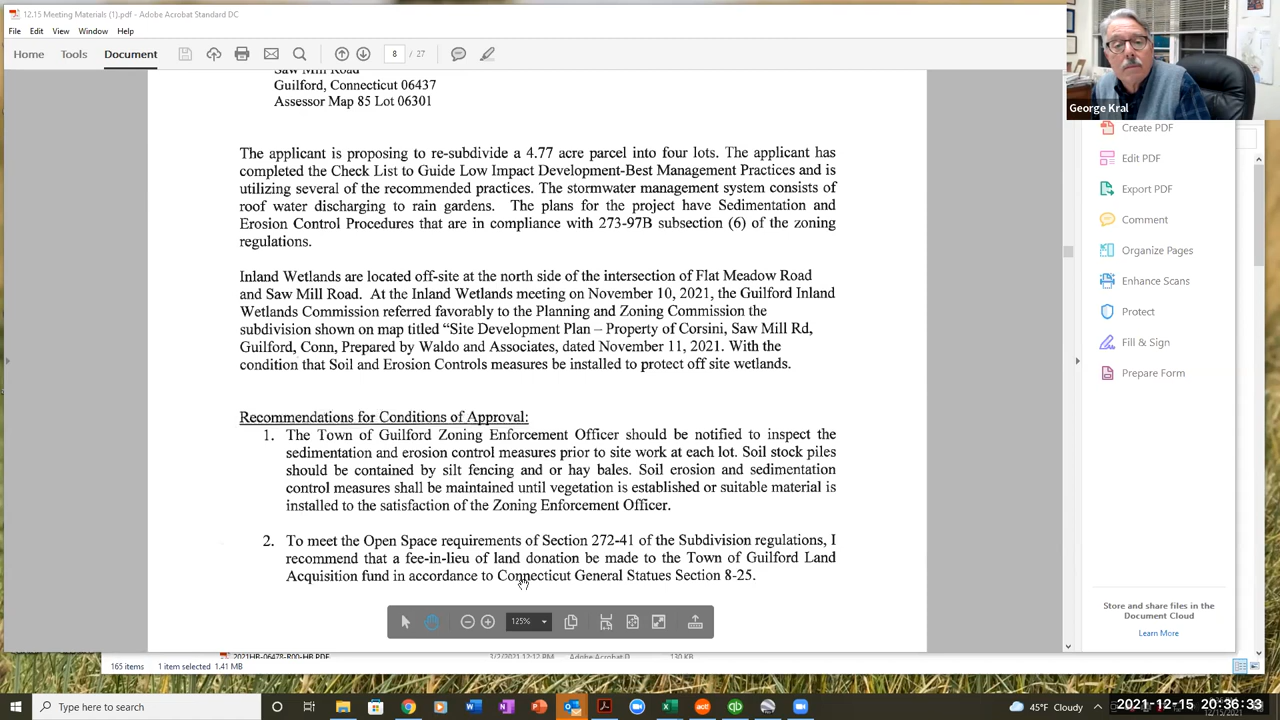 12.15 Meeting Materials (1).pdf - Adobe Acrobat Standard DC
File Edit View Window Help
Home Tools Document 8 / 27
Saw Mill Road
Guilford, Connecticut 06437
Assessor Map 85 Lot 06301
The applicant is proposing to re-subdivide a 4.77 acre parcel into four lots. The applicant has
completed the Check List to Guide Low Impact Development-Best Management Practices and is
utilizing several of the recommended practices. The stormwater management system consists of
roof water discharging to rain gardens. The plans for the project have Sedimentation and
Erosion Control Procedures that are in compliance with 273-97B subsection (6) of the zoning
regulations.
Inland Wetlands are located off-site at the north side of the intersection of Flat Meadow Road
and Saw Mill Road. At the Inland Wetlands meeting on November 10, 2021, the Guilford Inland
Wetlands Commission referred favorably to the Planning and Zoning Commission the
subdivision shown on map titled “Site Development Plan – Property of Corsini, Saw Mill Rd,
Guilford, Conn, Prepared by Waldo and Associates, dated November 11, 2021. With the
condition that Soil and Erosion Controls measures be installed to protect off site wetlands.
Recommendations for Conditions of Approval:
1. The Town of Guilford Zoning Enforcement Officer should be notified to inspect the
sedimentation and erosion control measures prior to site work at each lot. Soil stock piles
should be contained by silt fencing and or hay bales. Soil erosion and sedimentation
control measures shall be maintained until vegetation is established or suitable material is
installed to the satisfaction of the Zoning Enforcement Officer.
2. To meet the Open Space requirements of Section 272-41 of the Subdivision regulations, I
recommend that a fee-in-lieu of land donation be made to the Town of Guilford Land
Acquisition fund in accordance to Connecticut General Statues Section 8-25.
125%
George Kral
Create PDF
Edit PDF
Export PDF
Comment
Organize Pages
Enhance Scans
Protect
Fill & Sign
Prepare Form
Store and share files in the
Document Cloud
Learn More
2021HB-06478-R00-HB.PDF 3/2/2021 12:12 PM Adobe Acrobat D... 130 KB
165 items 1 item selected 1.41 MB
Type here to search
45°F Cloudy
2021-12-15 20:36:33